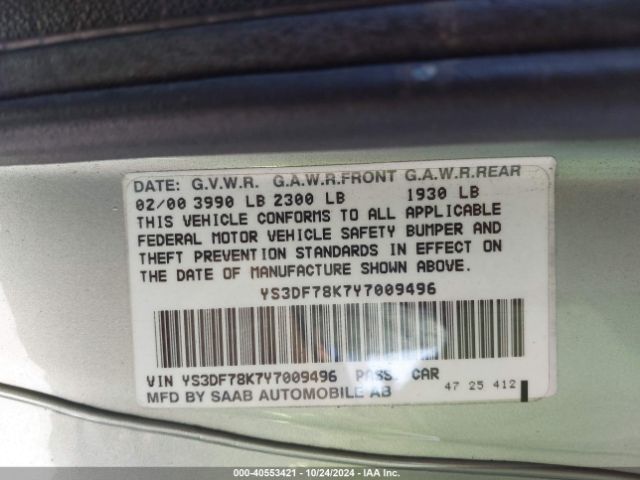 DATE: G.V.W.R. G.A.W.R.FRONT G.A.W.R.REAR
02/00 3990 LB 2300 LB 1930 LB
THIS VEHICLE CONFORMS TO ALL APPLICABLE
FEDERAL MOTOR VEHICLE SAFETY BUMPER AND
THEFT PREVENTION STANDARDS IN EFFECT ON
THE DATE OF MANUFACTURE SHOWN ABOVE.
YS3DF78K7Y7009496
VIN YS3DF78K7Y7009496 PASS. CAR
MFD BY SAAB AUTOMOBILE AB 47 25 412
000-40553421 - 10/24/2024 - IAA Inc.